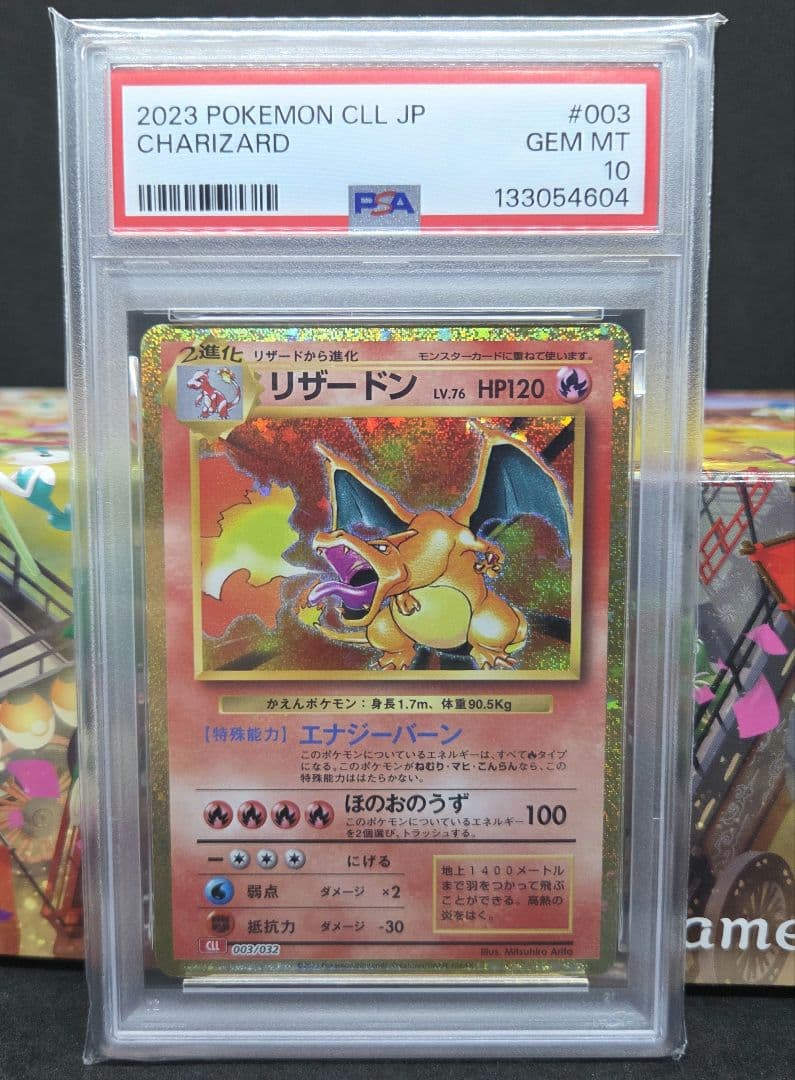 2023 POKEMON CLL JP #003
CHARIZARD GEM MT
10
PSA 133054604
2進化 リザードから進化 モンスターカードに重ねて使います。
リザードン LV.76 HP120
かえんポケモン：身長1.7m、体重90.5Kg
【特殊能力】エナジーバーン
このポケモンについているエネルギーは、すべて タイプ
になる。このポケモンがねむり・マヒ・こんらんなら、この
特殊能力ははたらかない。
ほのおのうず 100
このポケモンについているエネルギー
を2個選び、トラッシュする。
にげる
弱点 ダメージ ×2
抵抗力 ダメージ -30
地上1400メートル
まで羽をつかって飛ぶ
ことができる。高熱の
炎をはく。
CLL 003/032
Illus. Mitsuhiro Arita
©2023 Pokémon/Nintendo
ame